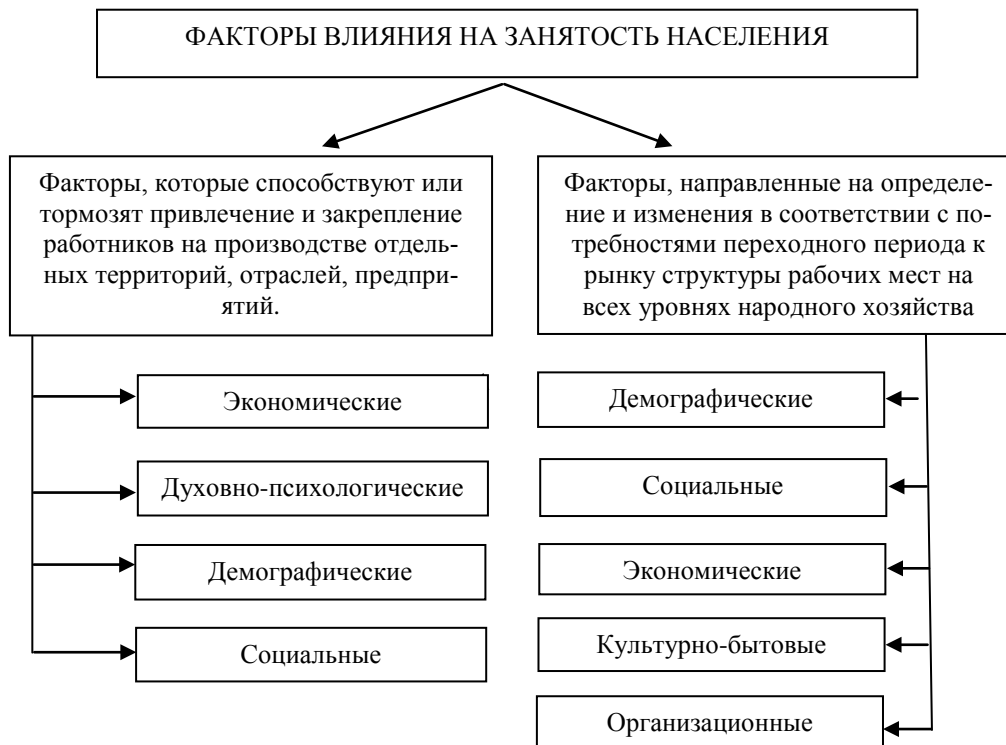 ФАКТОРЫ ВЛИЯНИЯ НА ЗАНЯТОСТЬ НАСЕЛЕНИЯ
Факторы, которые способствуют или
тормозят привлечение и закрепление
работников на производстве отдель-
ных территорий, отраслей, предпри-
ятий.
Экономические
Духовно-психологические
Демографические
Социальные
Факторы, направленные на определе-
ние и изменения в соответствии с по-
требностями переходного периода к
рынку структуры рабочих мест на
всех уровнях народного хозяйства
Демографические
Социальные
Экономические
Культурно-бытовые
Организационные